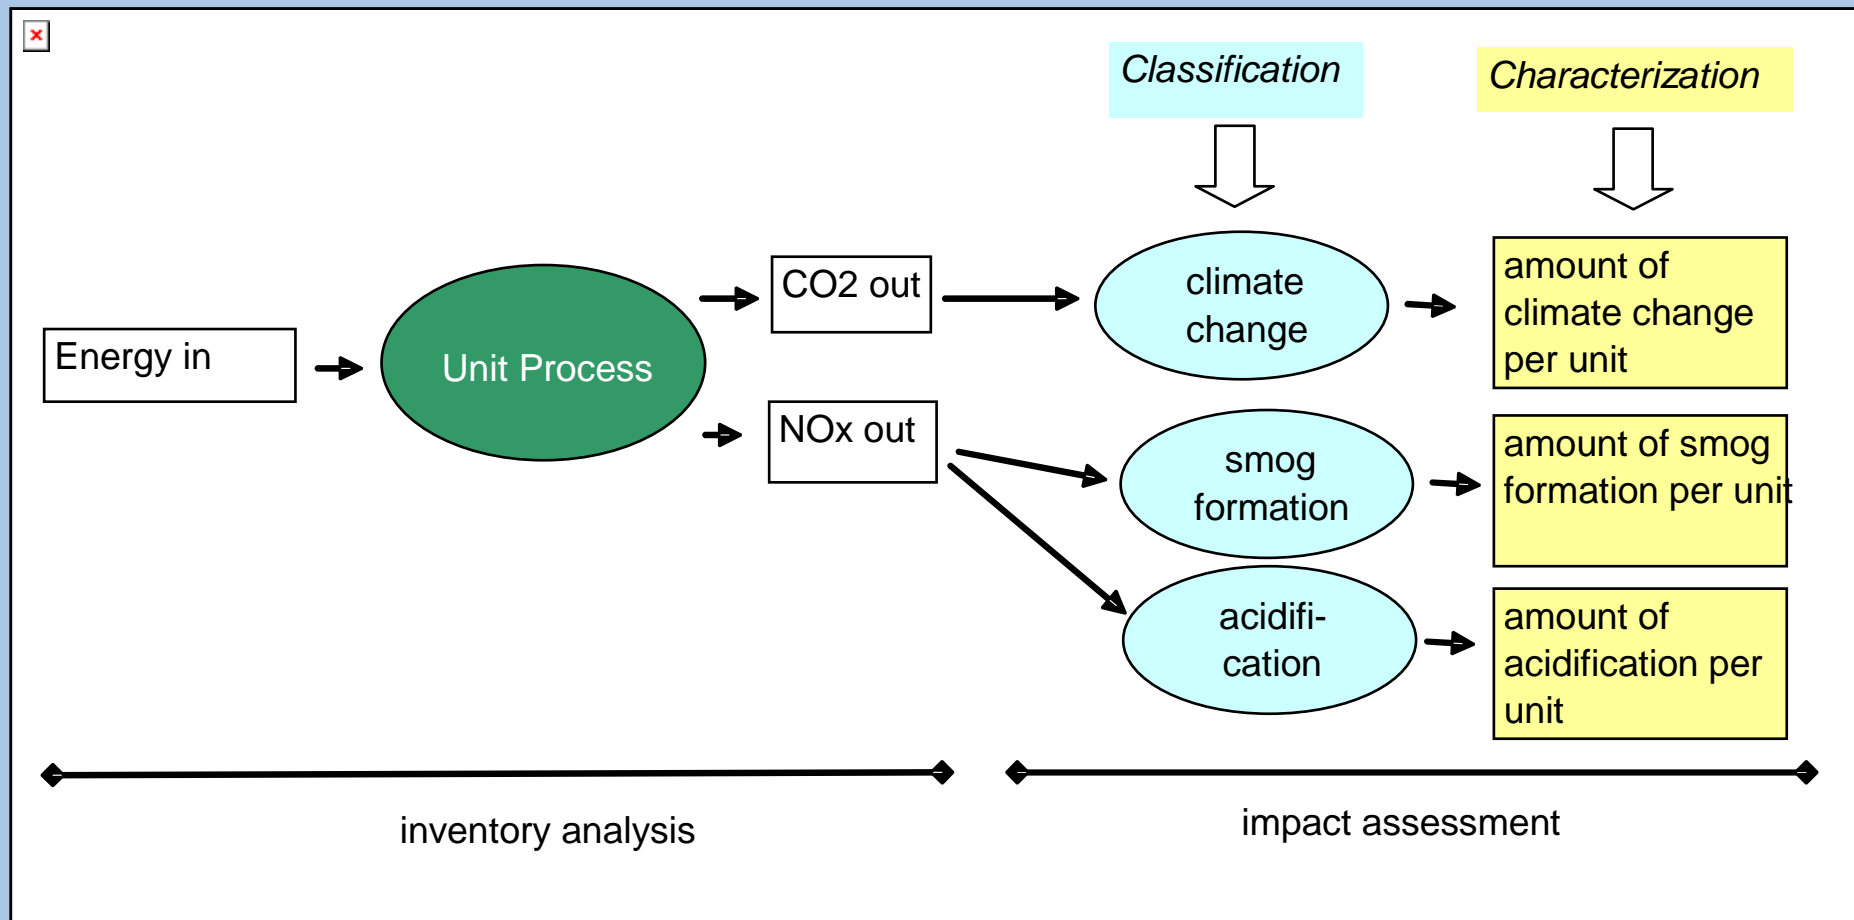 Classification
Characterization
Energy in
Unit Process
CO2 out
NOx out
climate
change
smog
formation
acidifi-
cation
amount of
climate change
per unit
amount of smog
formation per unit
amount of
acidification per
unit
inventory analysis
impact assessment